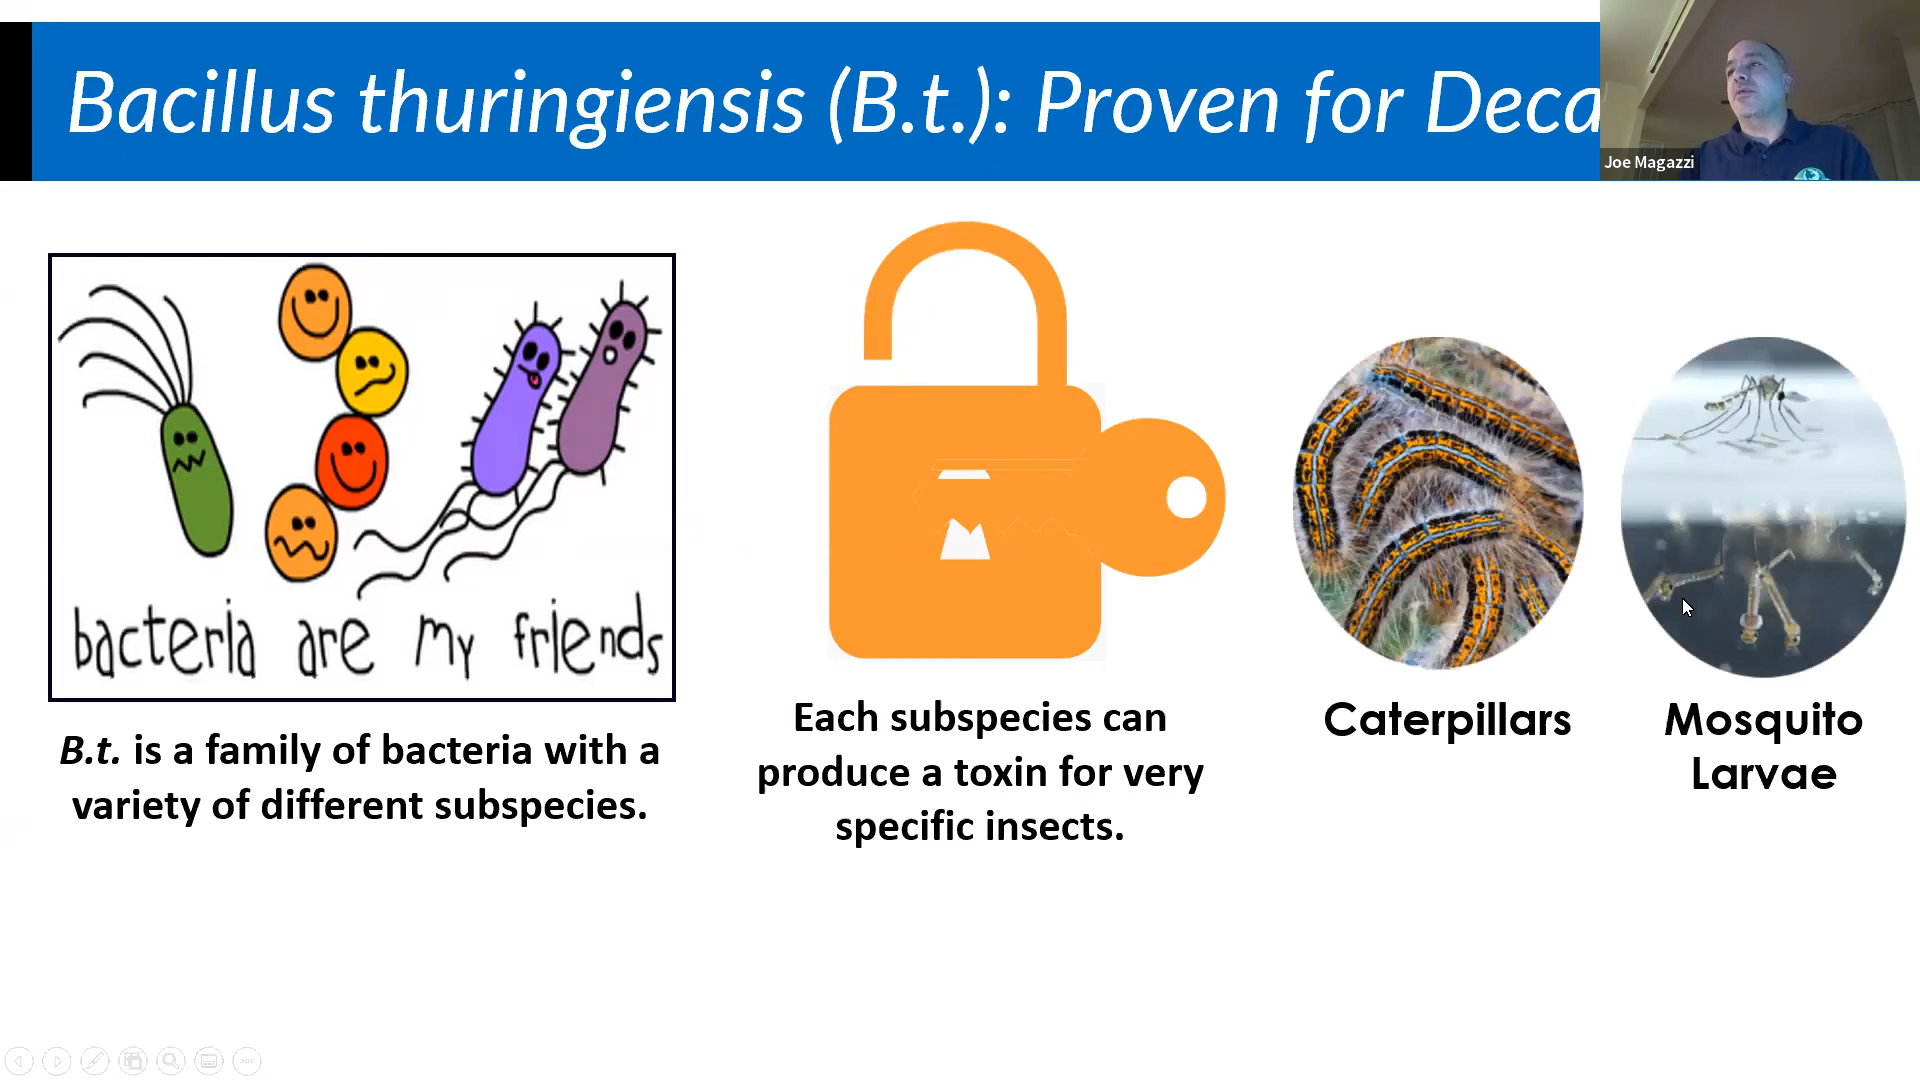 Bacillus thuringiensis (B.t.): Proven for Deca
Joe Magazzi
bacteria are my friends
B.t. is a family of bacteria with a
variety of different subspecies.
Each subspecies can
produce a toxin for very
specific insects.
Caterpillars
Mosquito
Larvae